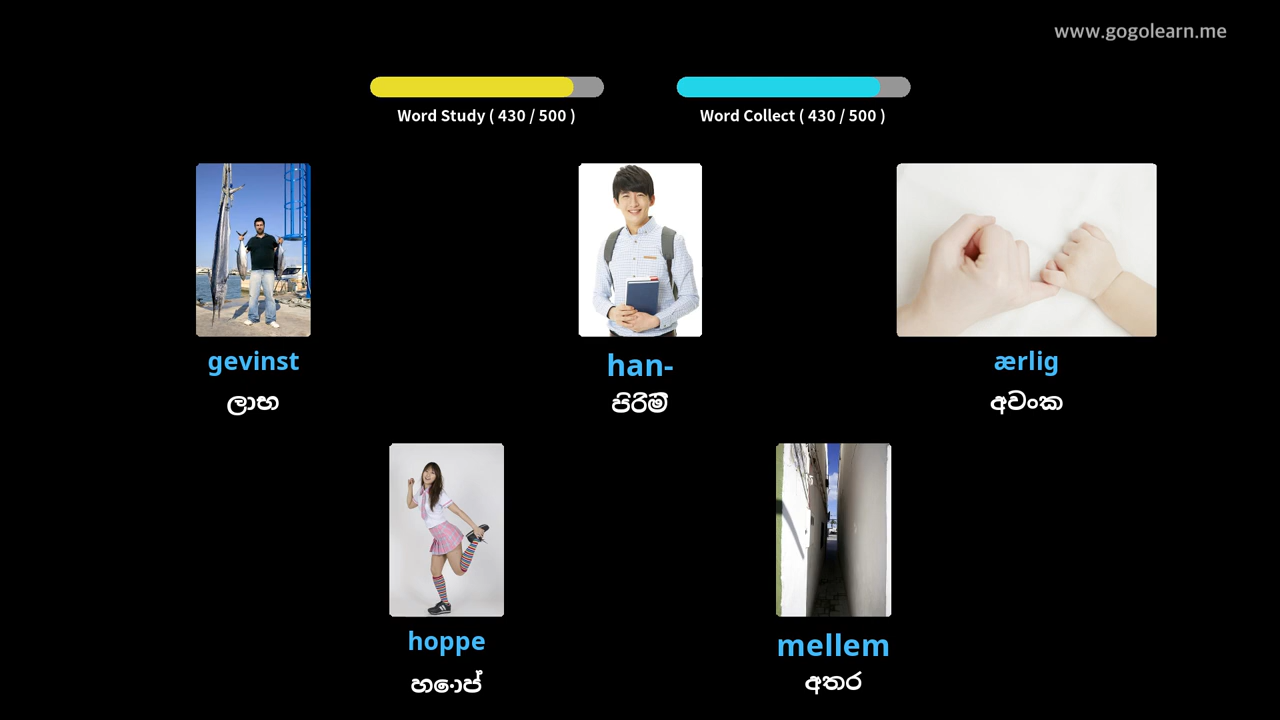 www.gogolearn.me
Word Study ( 430 / 500 )
Word Collect ( 430 / 500 )
gevinst
ලාභ
han-
පිරිමි
ærlig
අවංක
hoppe
හොප්
mellem
අතර